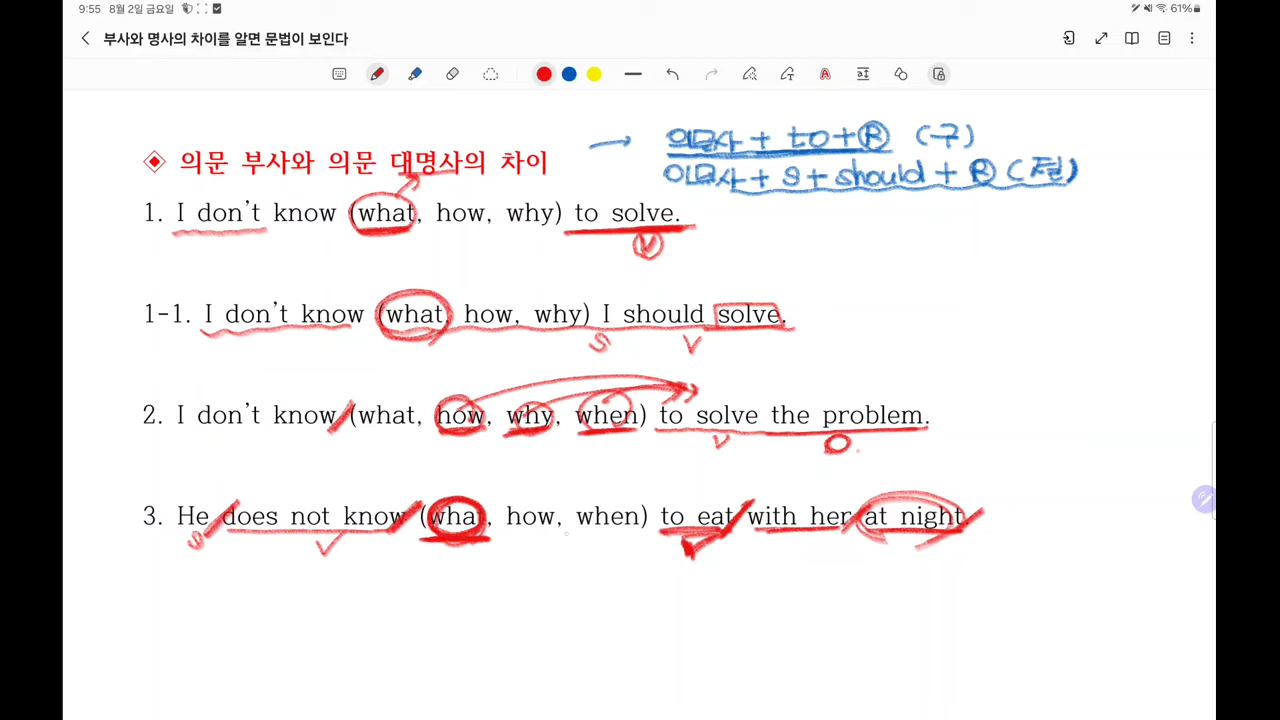 9:55 8월 2일 금요일
61%
부사와 명사의 차이를 알면 문법이 보인다
→ 의문사 + to + Ⓡ (구)
의문사 + S + should + Ⓡ (절)
◈ 의문 부사와 의문 대명사의 차이
1. I don't know (what, how, why) to solve.
V
1-1. I don't know (what, how, why) I should solve.
S V
2. I don't know (what, how, why, when) to solve the problem.
V O
3. He does not know (what, how, when) to eat with her at night.
S V